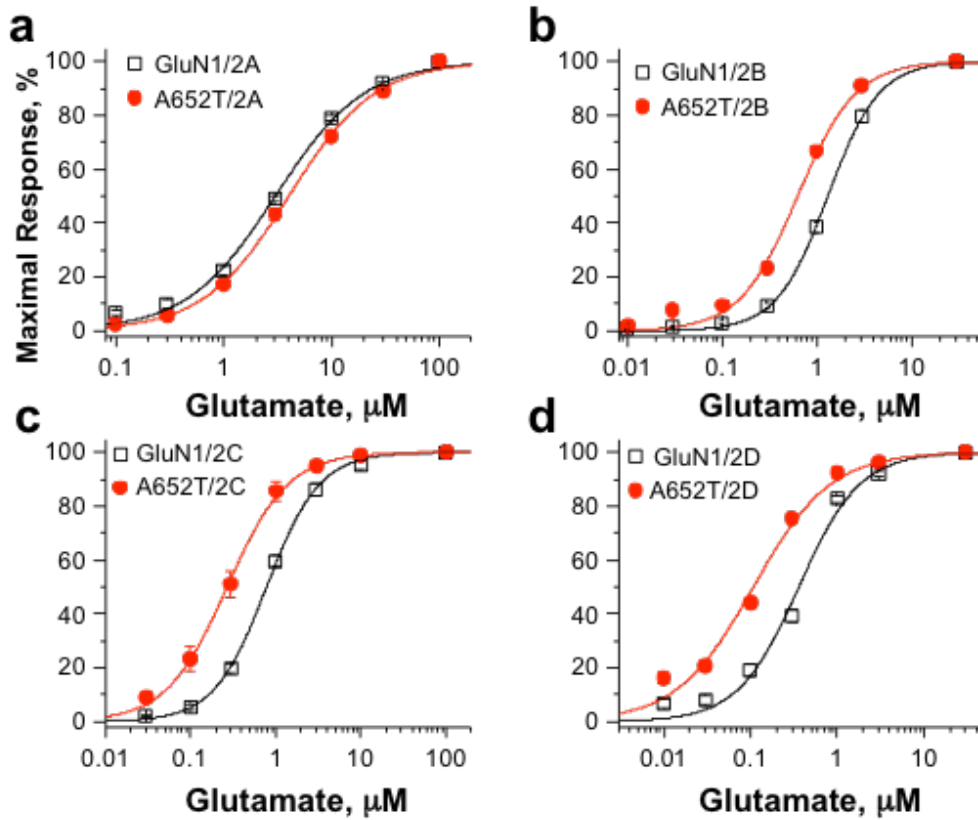 a
b
Maximal Response, %
100
80
60
40
20
0
GluN1/2A
A652T/2A
0.1
1
10
100
Glutamate, μM
100
80
60
40
20
0
GluN1/2B
A652T/2B
0.01
0.1
1
10
Glutamate, μM
c
d
100
80
60
40
20
0
GluN1/2C
A652T/2C
0.01
0.1
1
10
100
Glutamate, μM
100
80
60
40
20
0
GluN1/2D
A652T/2D
0.01
0.1
1
10
Glutamate, μM